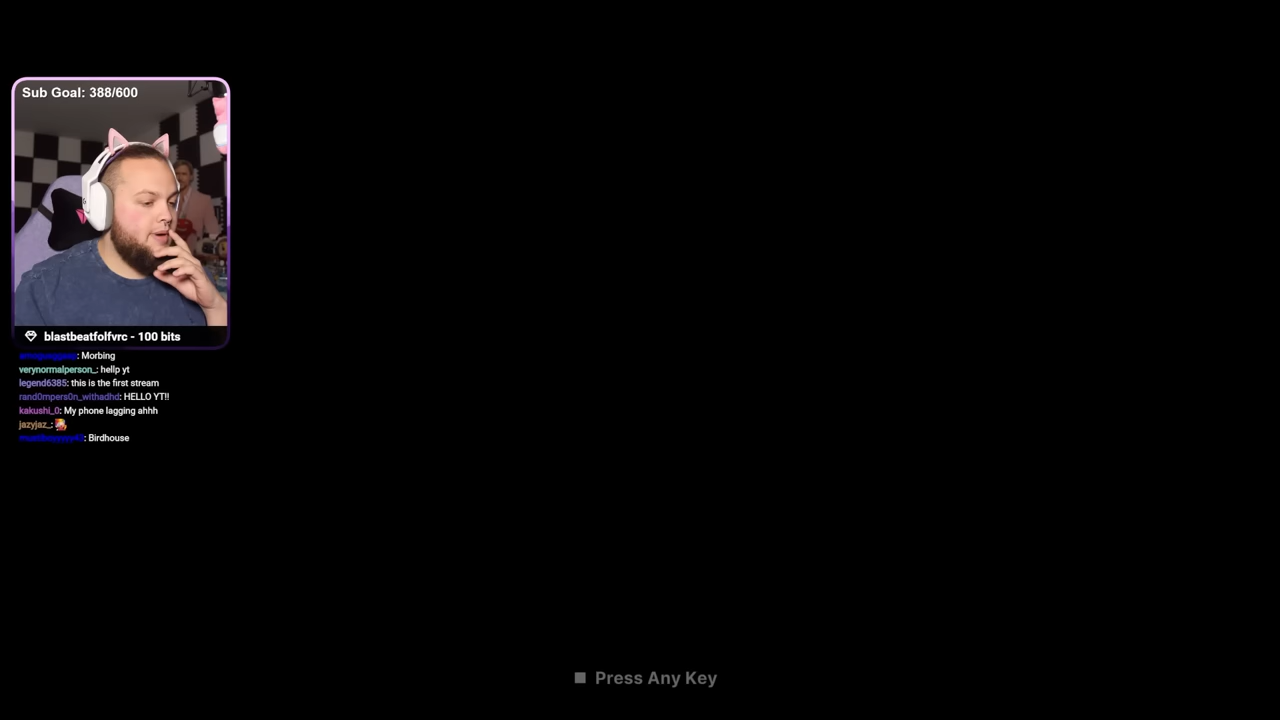 Sub Goal: 388/600
blastbeatfolfvrc - 100 bits
: Morbing
verynormalperson_: hellp yt
legend6385: this is the first stream
rand0mpers0n_withadhd: HELLO YT!!
kakushi_0: My phone lagging ahhh
jazyjaz_:
: Birdhouse
Press Any Key